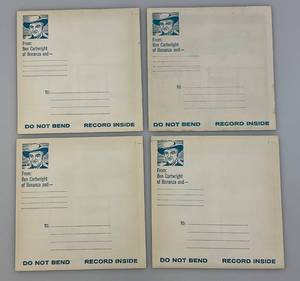 From:
Ben Cartwright
of Bonanza and—
TO:
DO NOT BEND RECORD INSIDE
From:
Ben Cartwright
of Bonanza and—
TO:
DO NOT BEND RECORD INSIDE
From:
Ben Cartwright
of Bonanza and—
TO:
DO NOT BEND RECORD INSIDE
From:
Ben Cartwright
of Bonanza and—
TO:
DO NOT BEND RECORD INSIDE